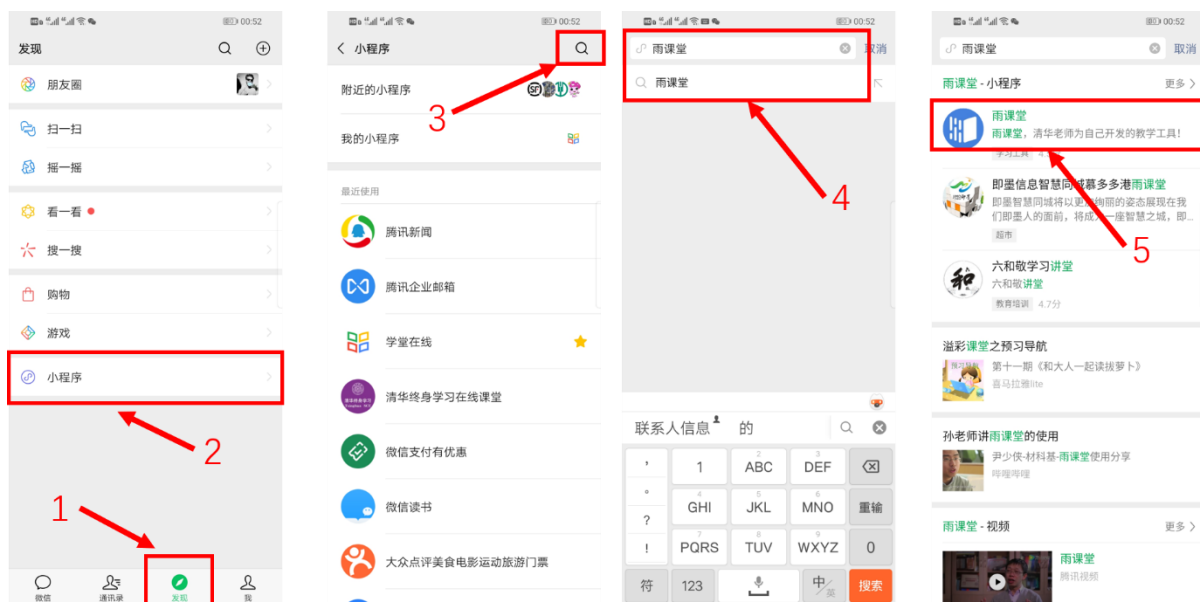 00:52
发现
朋友圈
扫一扫
摇一摇
看一看
搜一搜
购物
游戏
小程序
2
1
微信
通讯录
发现
我
00:52
小程序
附近的小程序
3
我的小程序
最近使用
腾讯新闻
腾讯企业邮箱
学堂在线
清华终身学习在线课堂
微信支付有优惠
微信读书
大众点评美食电影运动旅游门票
00:52
雨课堂
取消
雨课堂
4
联系人信息
的
,
1
2
ABC
3
DEF
。
?
4
GHI
5
JKL
6
MNO
重输
!
7
PQRS
8
TUV
9
WXYZ
0
符
123
中/英
搜索
00:52
雨课堂
取消
雨课堂 - 小程序
更多
雨课堂
雨课堂，清华老师为自己开发的教学工具！
学习工具
即墨信息智慧同城慕多多港雨课堂
即墨智慧同城将以更加绚丽的姿态展现在我
们即墨人的面前，将成为一座智慧之城，即...
超市
5
六和敬学习讲堂
六和敬讲堂
教育培训 4.7分
溢彩课堂之预习导航
第十一期《和大人一起读拔萝卜》
喜马拉雅lite
孙老师讲雨课堂的使用
尹少侠-材科基-雨课堂使用分享
哔哩哔哩
雨课堂 - 视频
更多
雨课堂
腾讯视频